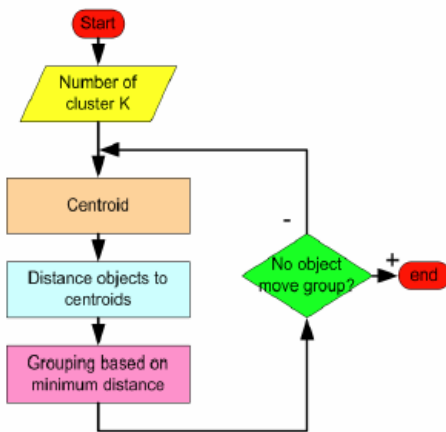 Start
Number of
cluster K
Centroid
Distance objects to
centroids
Grouping based on
minimum distance
-
No object
move group?
+
end